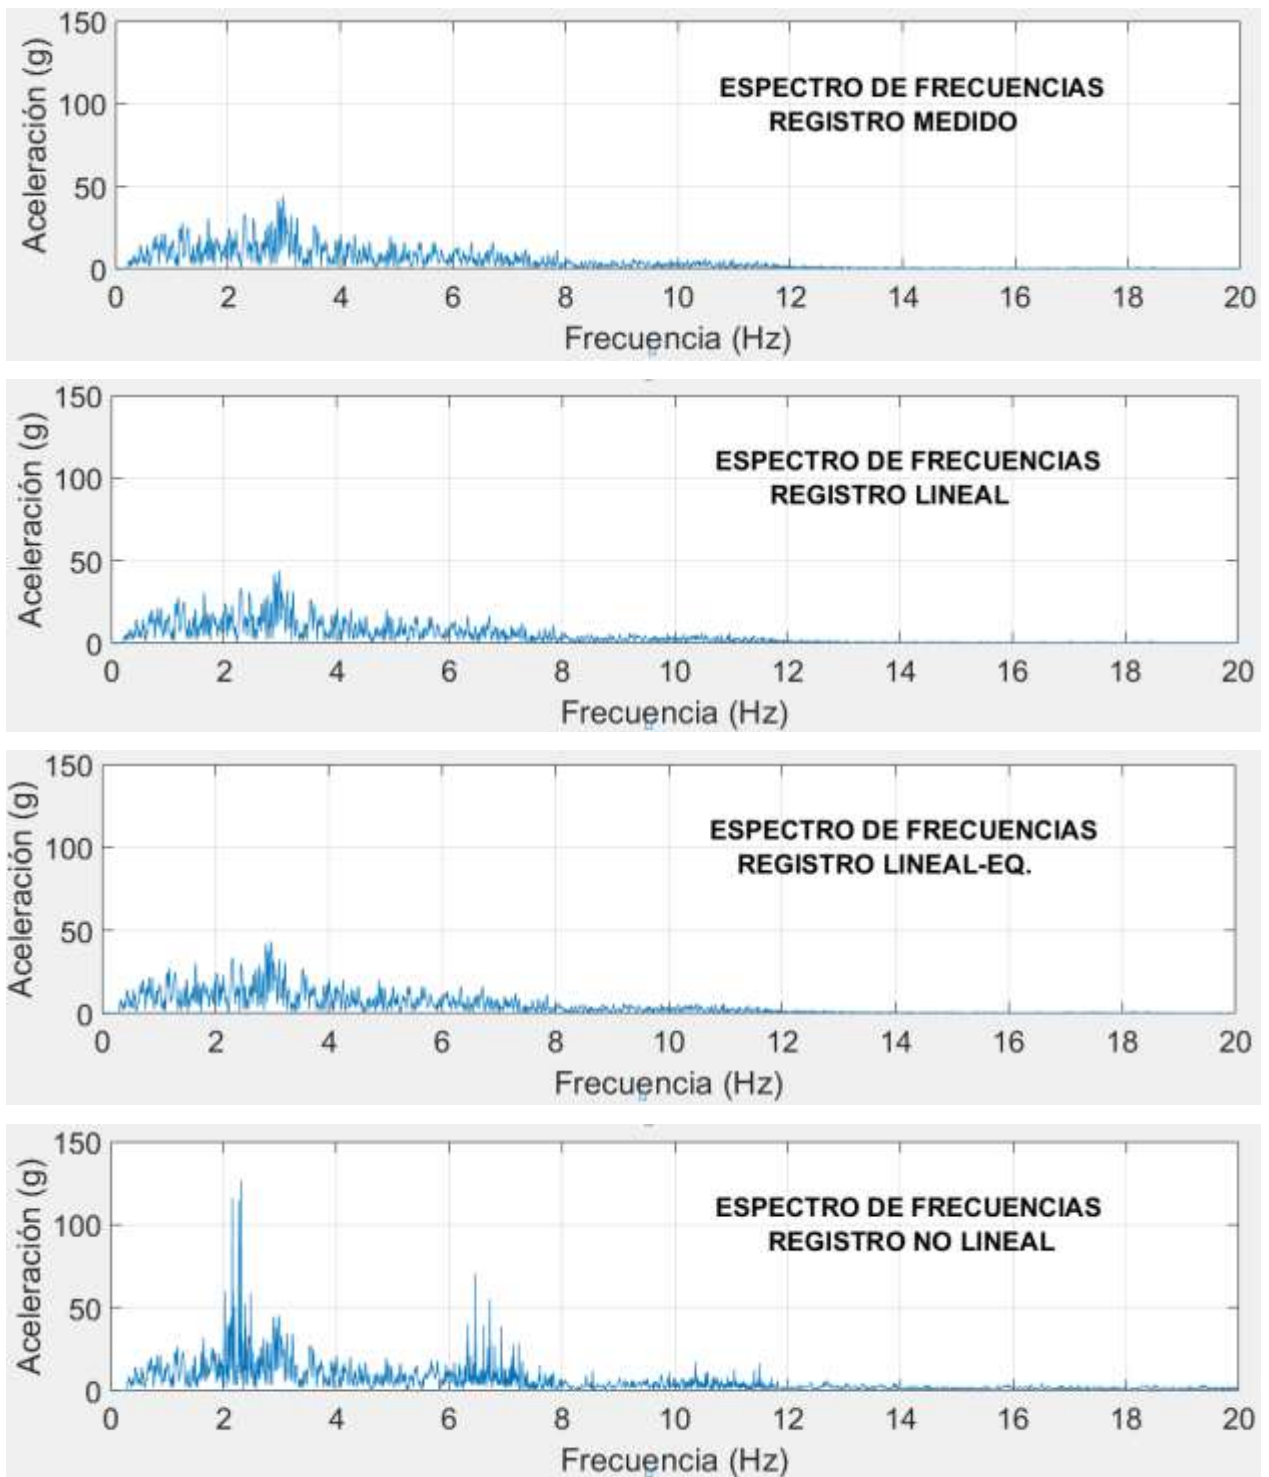 150
100
50
0
Aceleración (g)
ESPECTRO DE FRECUENCIAS
REGISTRO MEDIDO
0 2 4 6 8 10 12 14 16 18 20
Frecuencia (Hz)
150
100
50
0
Aceleración (g)
ESPECTRO DE FRECUENCIAS
REGISTRO LINEAL
0 2 4 6 8 10 12 14 16 18 20
Frecuencia (Hz)
150
100
50
0
Aceleración (g)
ESPECTRO DE FRECUENCIAS
REGISTRO LINEAL-EQ.
0 2 4 6 8 10 12 14 16 18 20
Frecuencia (Hz)
150
100
50
0
Aceleración (g)
ESPECTRO DE FRECUENCIAS
REGISTRO NO LINEAL
0 2 4 6 8 10 12 14 16 18 20
Frecuencia (Hz)